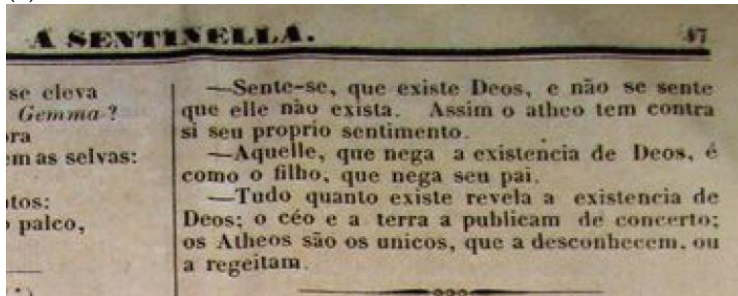 A SENTINELLA. 47
se eleva
Gemma?
ora
em as selvas:
tos:
palco,
—Sente-se, que existe Deos, e não se sente
que elle não exista. Assim o atheo tem contra
si seu proprio sentimento.
—Aquelle, que nega a existencia de Deos, é
como o filho, que nega seu pai.
—Tudo quanto existe revela a existencia de
Deos; o céo e a terra a publicam de concerto;
os Atheos são os unicos, que a desconhecem, ou
a regeitam.